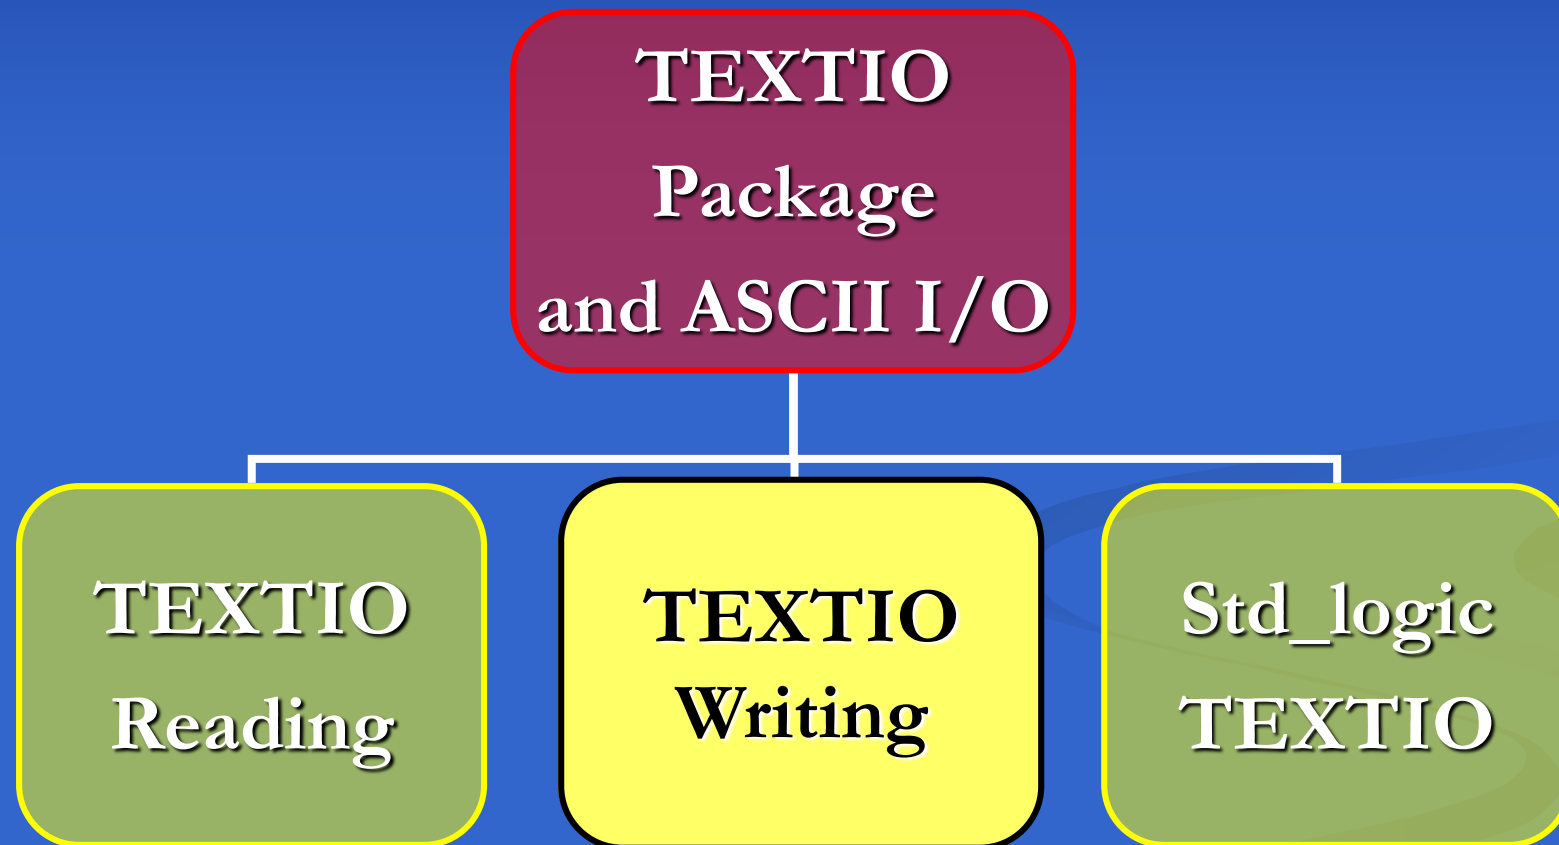 TEXTIO
Package
and ASCII I/O
TEXTIO
Reading
TEXTIO
Writing
Std_logic
TEXTIO